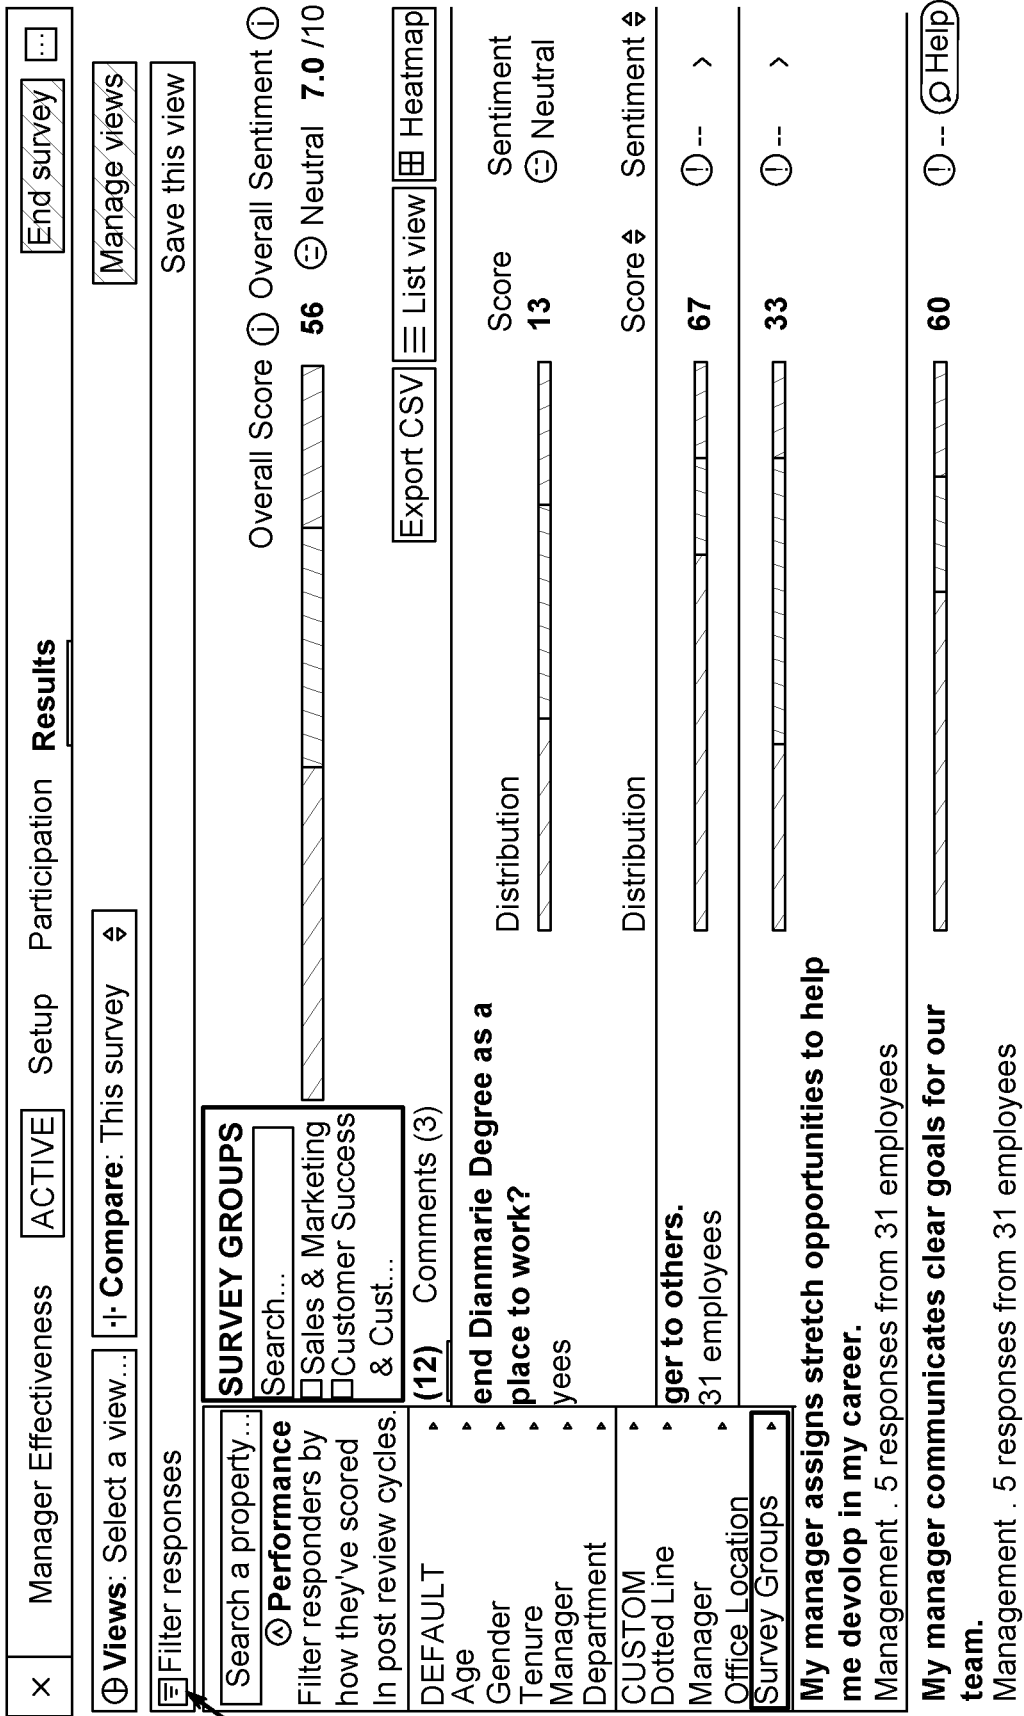 × Manager Effectiveness ACTIVE Setup Participation Results End survey ...
Views: Select a view... Compare: This survey Manage views
Filter responses Save this view
Search a property...
Performance
Filter responders by
how they've scored
In post review cycles.
DEFAULT
Age
Gender
Tenure
Manager
Department
CUSTOM
Dotted Line
Manager
Office Location
Survey Groups
SURVEY GROUPS
Search...
Sales & Marketing
Customer Success
& Cust...
Overall Score Overall Sentiment
56 Neutral 7.0 /10
(12) Comments (3) Export CSV List view Heatmap
end Dianmarie Degree as a
place to work?
yees
Distribution Score Sentiment
13 Neutral
Distribution Score Sentiment
ger to others.
31 employees
67 -- >
33 -- >
My manager assigns stretch opportunities to help
me devolop in my career.
Management . 5 responses from 31 employees
My manager communicates clear goals for our
team.
Management . 5 responses from 31 employees
60 -- Help